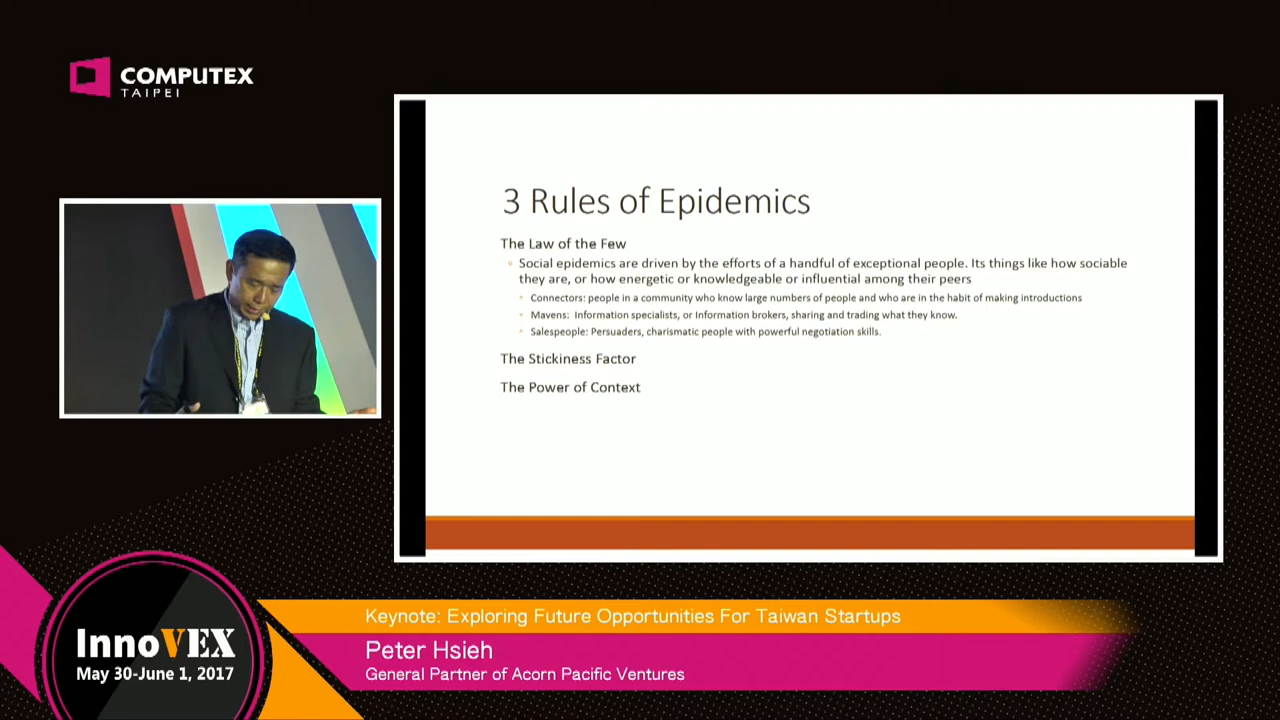 COMPUTEX
TAIPEI
3 Rules of Epidemics
The Law of the Few
Social epidemics are driven by the efforts of a handful of exceptional people. Its things like how sociable
they are, or how energetic or knowledgeable or influential among their peers
Connectors: people in a community who know large numbers of people and who are in the habit of making introductions
Mavens: Information specialists, or Information brokers, sharing and trading what they know.
Salespeople: Persuaders, charismatic people with powerful negotiation skills.
The Stickiness Factor
The Power of Context
InnoVEX
May 30-June 1, 2017
Keynote: Exploring Future Opportunities For Taiwan Startups
Peter Hsieh
General Partner of Acorn Pacific Ventures